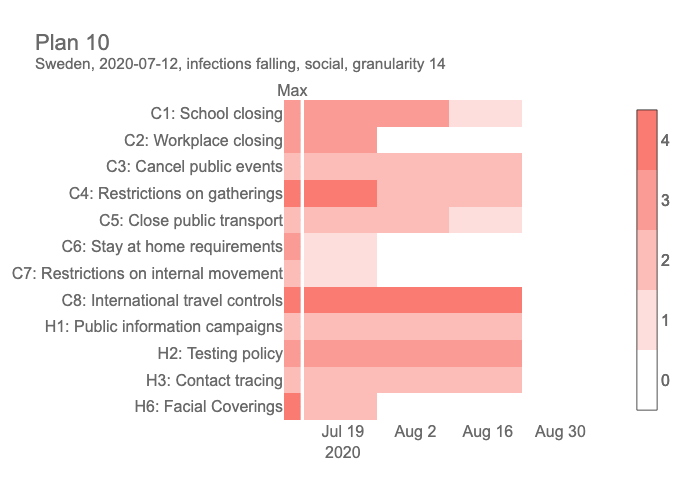 Plan 10
Sweden, 2020-07-12, infections falling, social, granularity 14
Max
C1: School closing
C2: Workplace closing
C3: Cancel public events
C4: Restrictions on gatherings
C5: Close public transport
C6: Stay at home requirements
C7: Restrictions on internal movement
C8: International travel controls
H1: Public information campaigns
H2: Testing policy
H3: Contact tracing
H6: Facial Coverings
Jul 19 Aug 2 Aug 16 Aug 30
2020
4
3
2
1
0